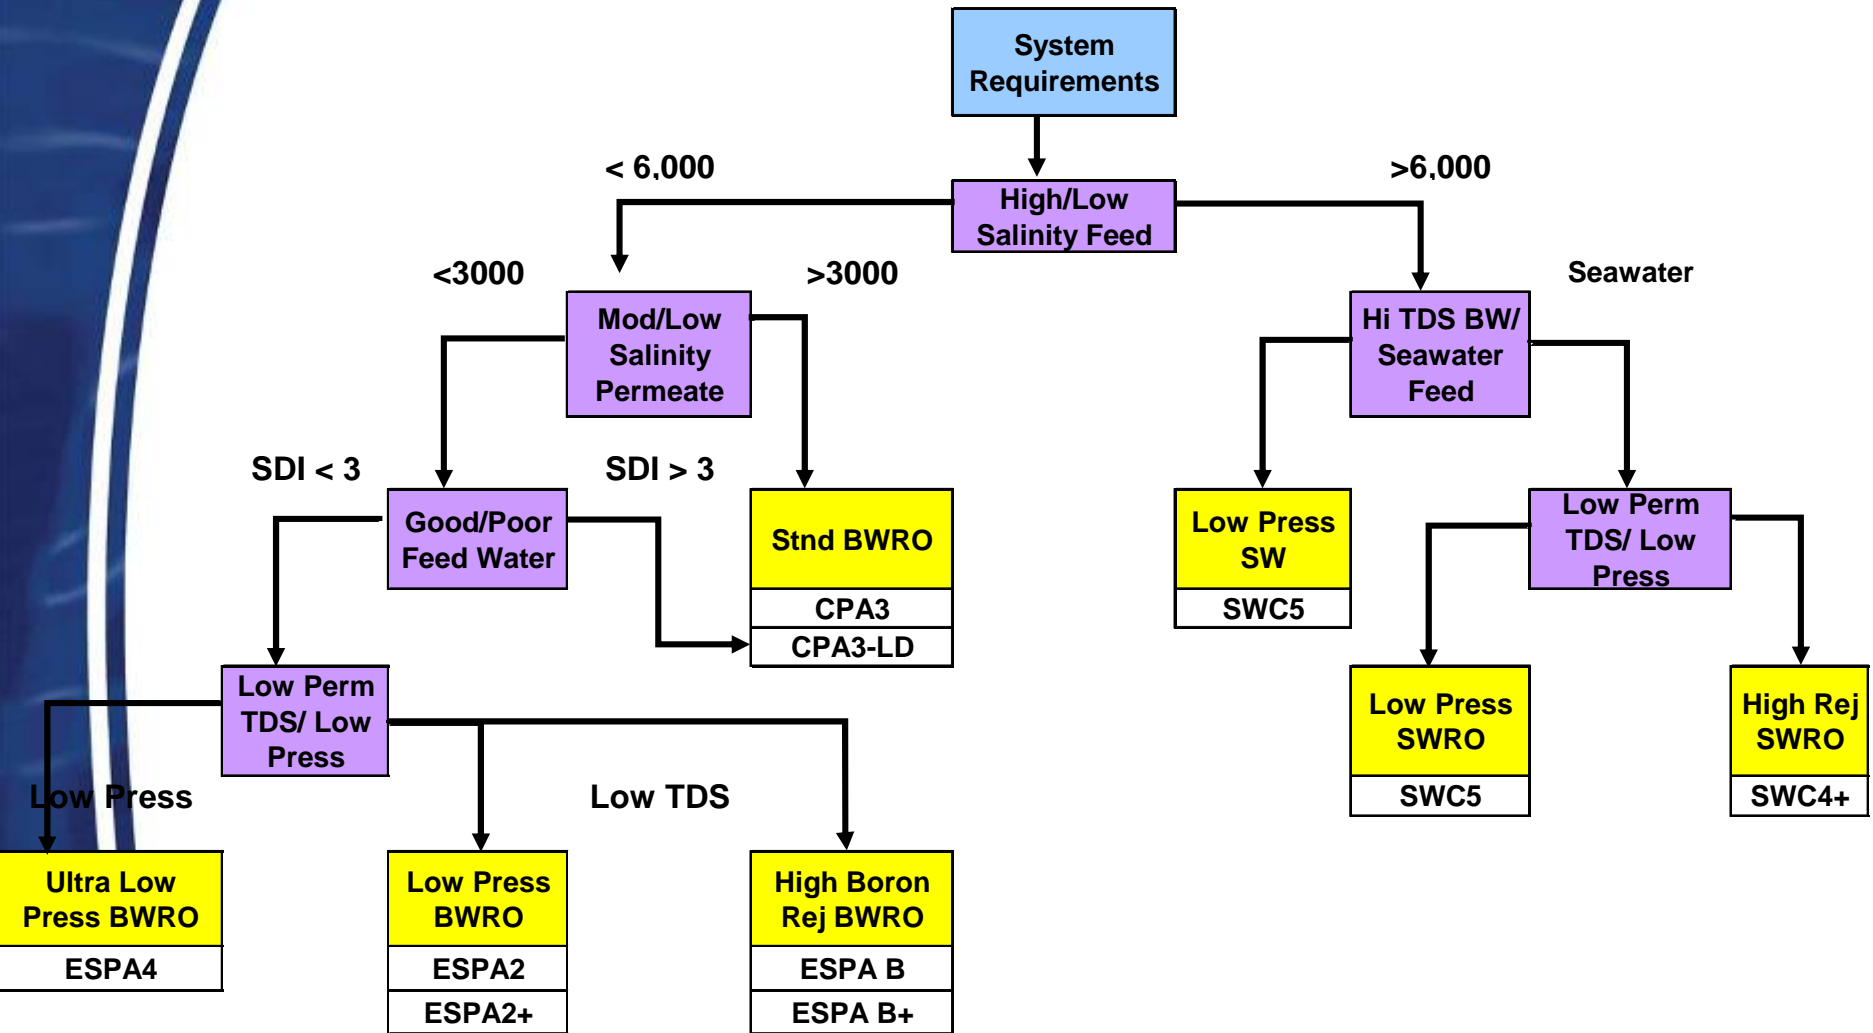 System
Requirements
< 6,000
>6,000
High/Low
Salinity Feed
<3000
>3000
Seawater
Mod/Low
Salinity
Permeate
Hi TDS BW/
Seawater
Feed
SDI < 3
SDI > 3
Good/Poor
Feed Water
Stnd BWRO
CPA3
CPA3-LD
Low Press
SW
SWC5
Low Perm
TDS/ Low
Press
Low Perm
TDS/ Low
Press
Low Press
SWRO
SWC5
High Rej
SWRO
SWC4+
Low Press
Low TDS
Ultra Low
Press BWRO
ESPA4
Low Press
BWRO
ESPA2
ESPA2+
High Boron
Rej BWRO
ESPA B
ESPA B+